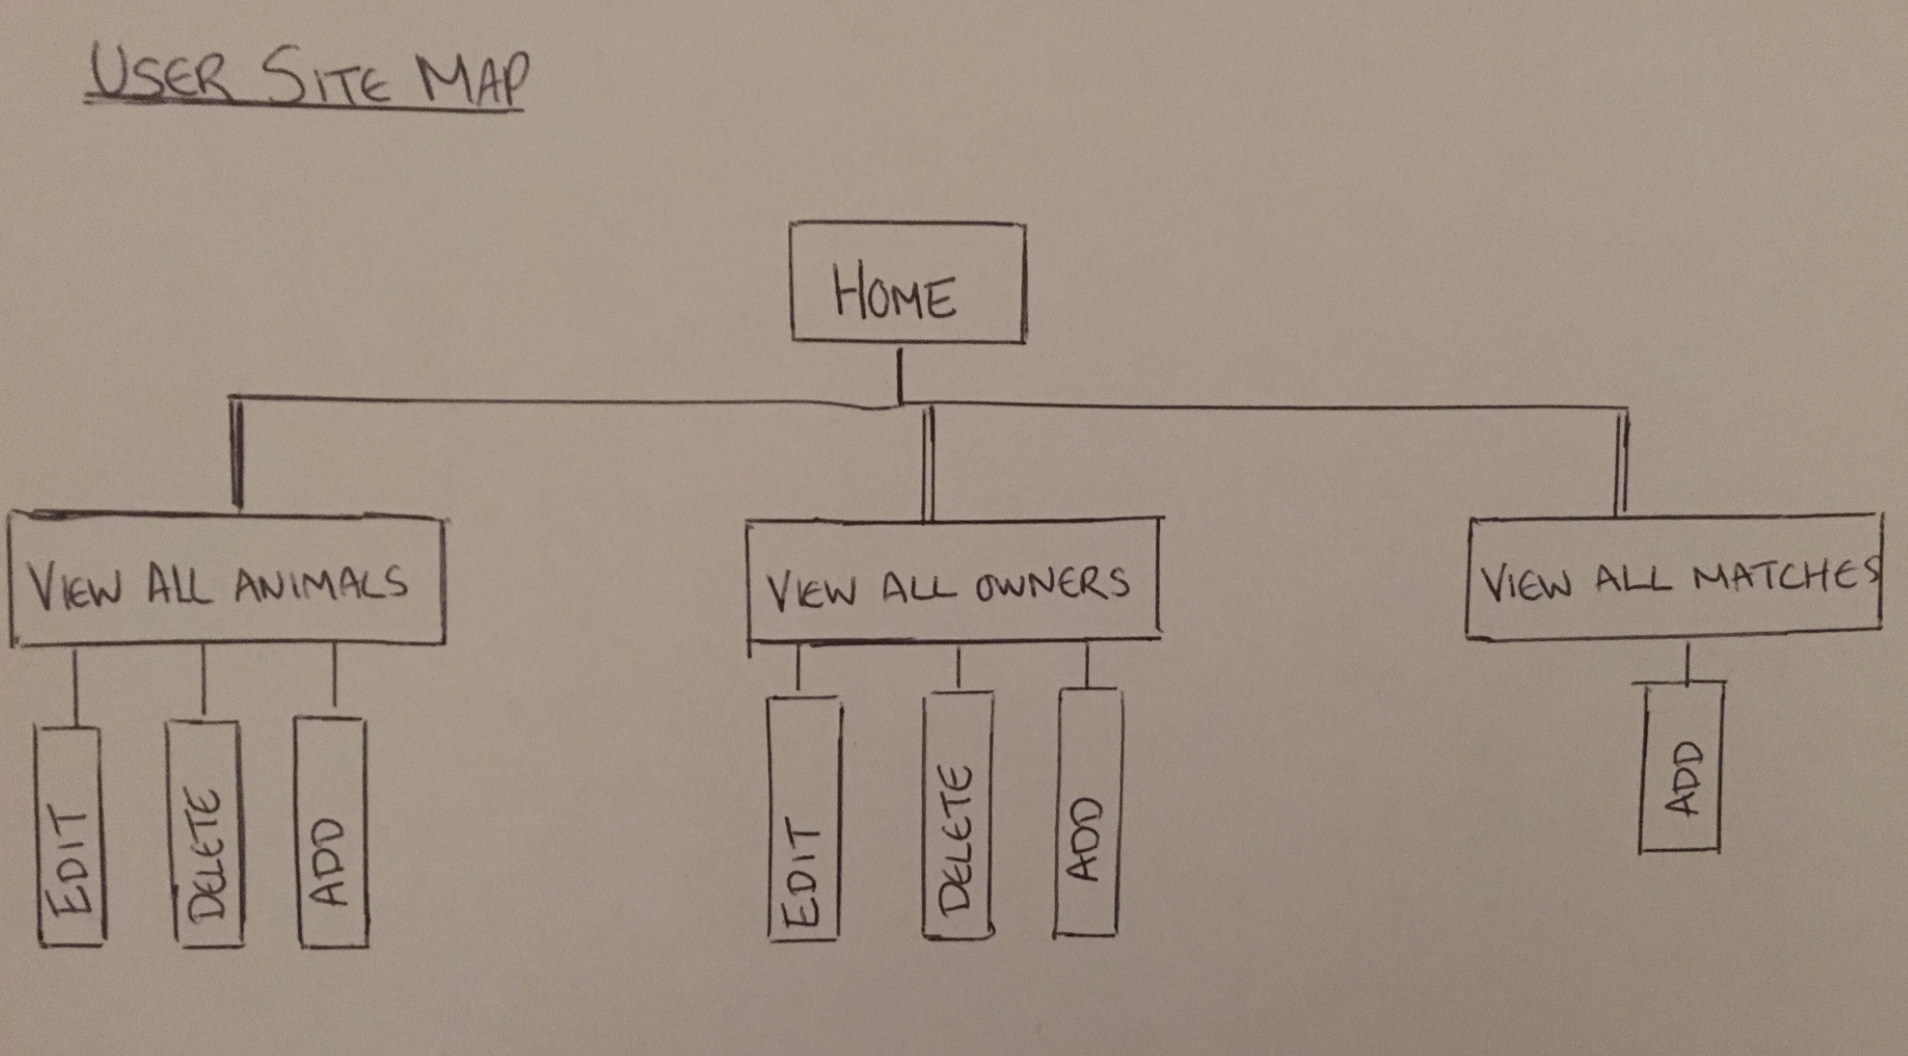 USER SITE MAP
HOME
VIEW ALL ANIMALS
VIEW ALL OWNERS
VIEW ALL MATCHES
EDIT
DELETE
ADD
EDIT
DELETE
ADD
ADD